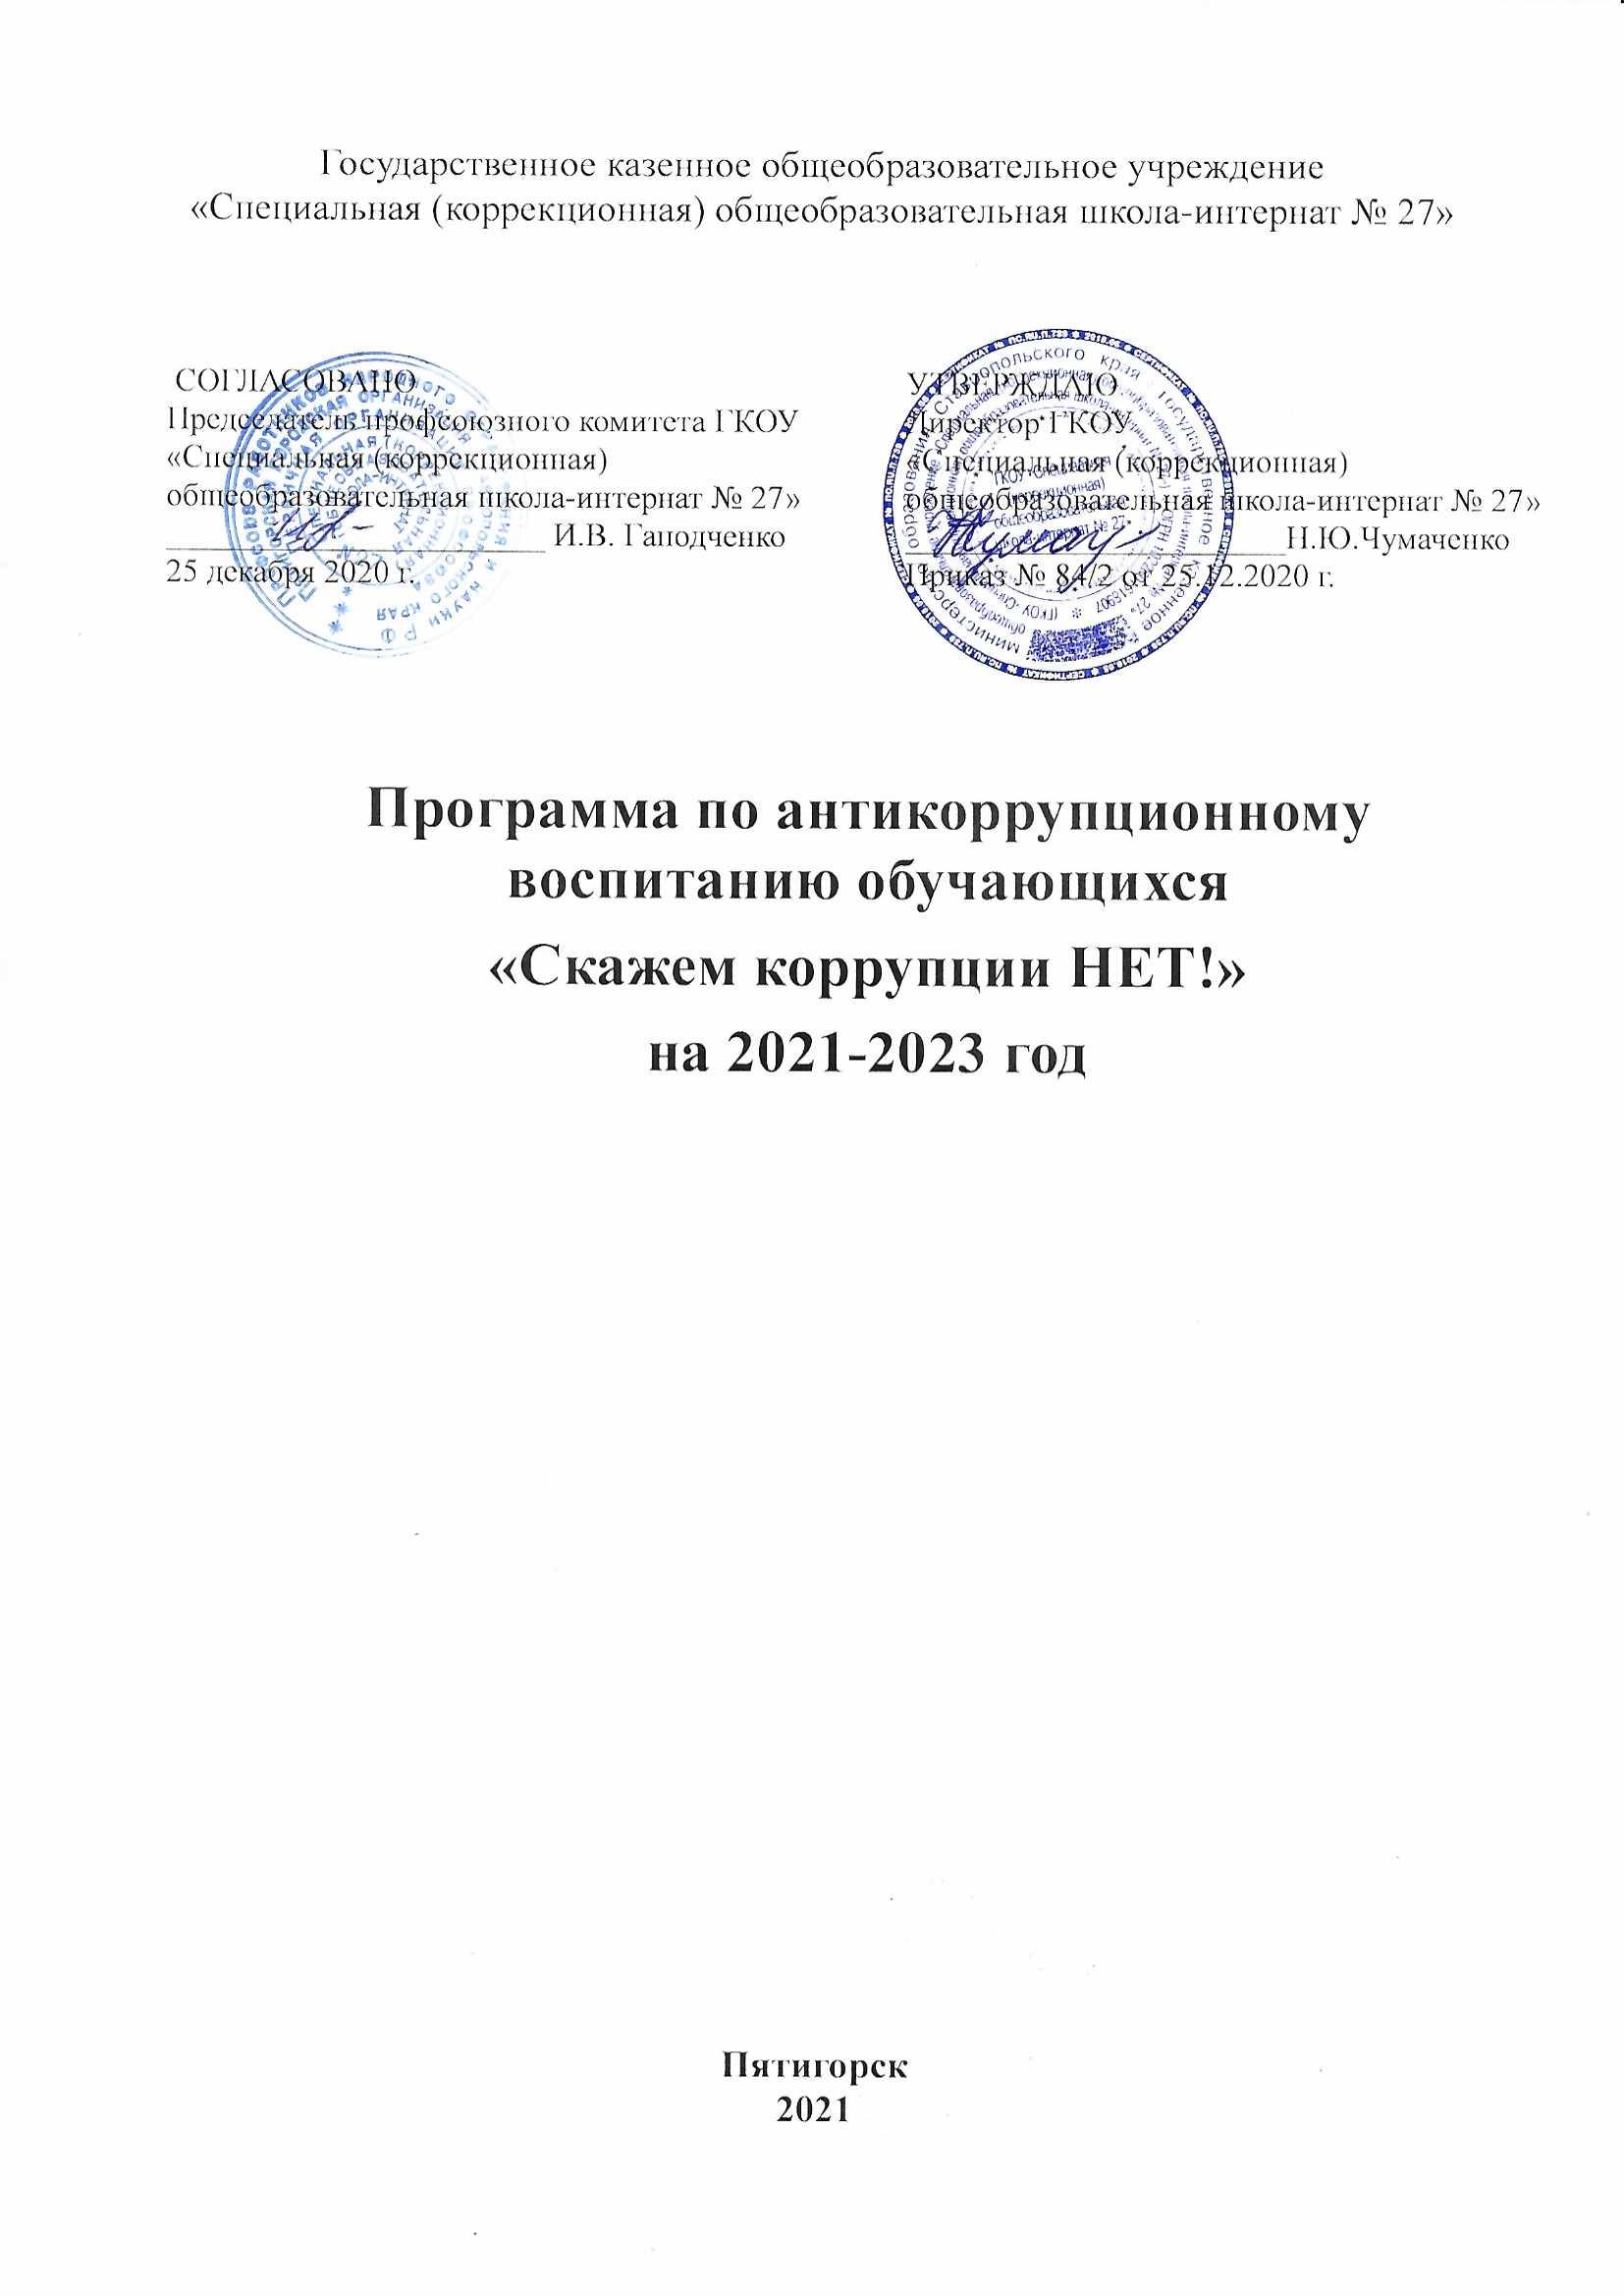 Государственное казенное общеобразовательное учреждение
«Специальная (коррекционная) общеобразовательная школа-интернат № 27»
СОГЛАСОВАНО
Председатель профсоюзного комитета ГКОУ
«Специальная (коррекционная)
общеобразовательная школа-интернат № 27»
И.В. Гаподченко
25 декабря 2020 г.
УТВЕРЖДАЮ
Директор ГКОУ
«Специальная (коррекционная)
общеобразовательная школа-интернат № 27»
Н.Ю.Чумаченко
Приказ № 84/2 от 25.12.2020 г.
Программа по антикоррупционному
воспитанию обучающихся
«Скажем коррупции НЕТ!»
на 2021-2023 год
Пятигорск
2021